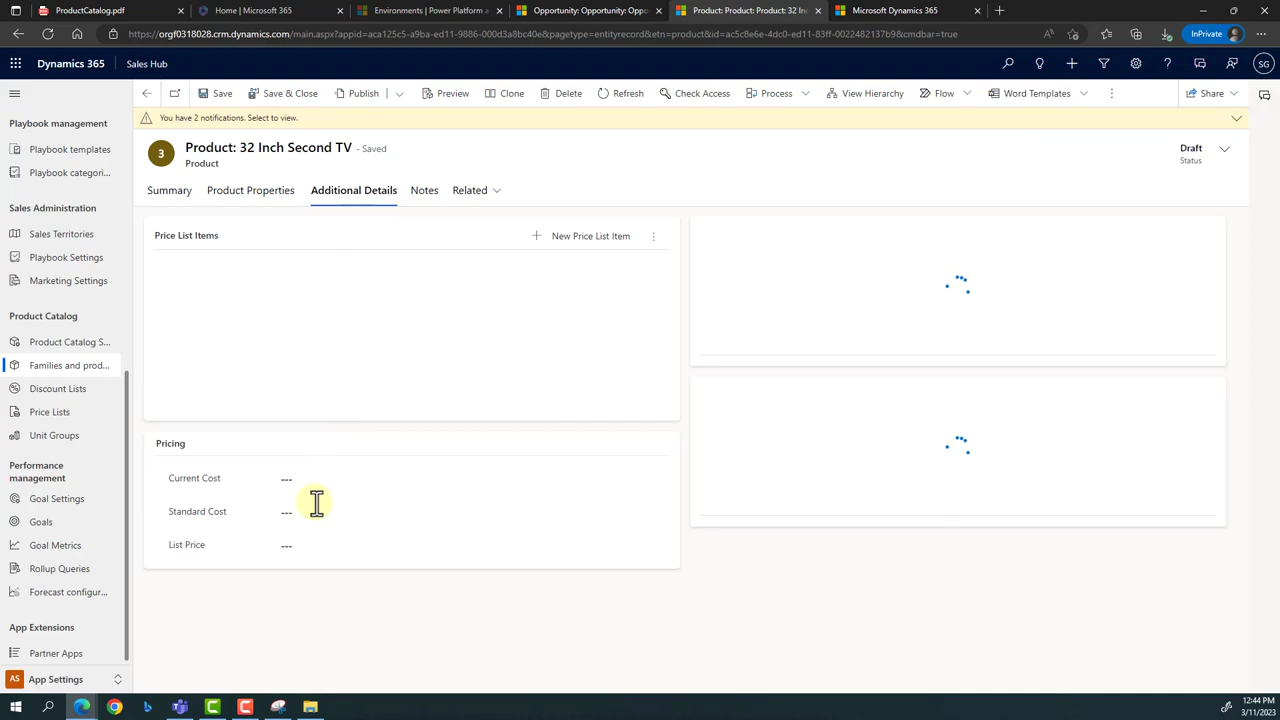 ProductCatalog.pdf
Home | Microsoft 365
Environments | Power Platform a
Opportunity: Opportunity: Oppo
Product: Product: Product: 32 In
Microsoft Dynamics 365
https://orgf0318028.crm.dynamics.com/main.aspx?appid=aca125c5-a9ba-ed11-9886-000d3a8bc40e&pagetype=entityrecord&etn=product&id=ac5c8e6e-4dc0-ed11-83ff-0022482137b9&cmdbar=true
InPrivate
Dynamics 365
Sales Hub
SG
Save
Save & Close
Publish
Preview
Clone
Delete
Refresh
Check Access
Process
View Hierarchy
Flow
Word Templates
Share
You have 2 notifications. Select to view.
Playbook management
Playbook templates
Playbook categori...
Sales Administration
Sales Territories
Playbook Settings
Marketing Settings
Product Catalog
Product Catalog S...
Families and prod...
Discount Lists
Price Lists
Unit Groups
Performance
management
Goal Settings
Goals
Goal Metrics
Rollup Queries
Forecast configur...
App Extensions
Partner Apps
AS
App Settings
3
Product: 32 Inch Second TV - Saved
Product
Draft
Status
Summary
Product Properties
Additional Details
Notes
Related
Price List Items
New Price List Item
Pricing
Current Cost ---
Standard Cost ---
List Price ---
12:44 PM
3/11/2023